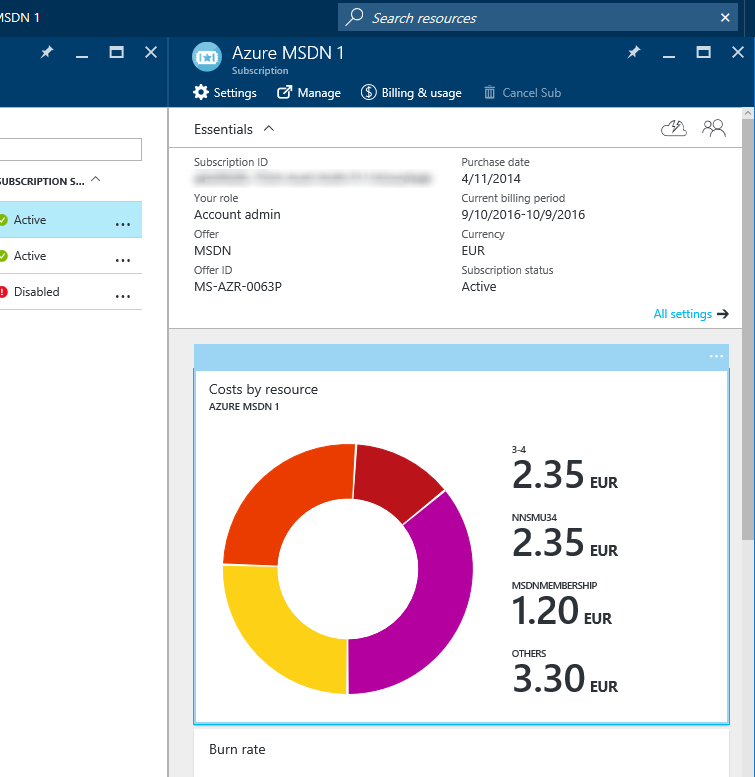 MSDN 1
Search resources
SUBSCRIPTION S...
Active
Active
Disabled
Azure MSDN 1
Subscription
Settings
Manage
Billing & usage
Cancel Sub
Essentials
Subscription ID
Purchase date
4/11/2014
Your role
Account admin
Current billing period
9/10/2016-10/9/2016
Offer
MSDN
Currency
EUR
Offer ID
MS-AZR-0063P
Subscription status
Active
All settings
Costs by resource
AZURE MSDN 1
3-4
2.35 EUR
NNSMU34
2.35 EUR
MSDNMEMBERSHIP
1.20 EUR
OTHERS
3.30 EUR
Burn rate